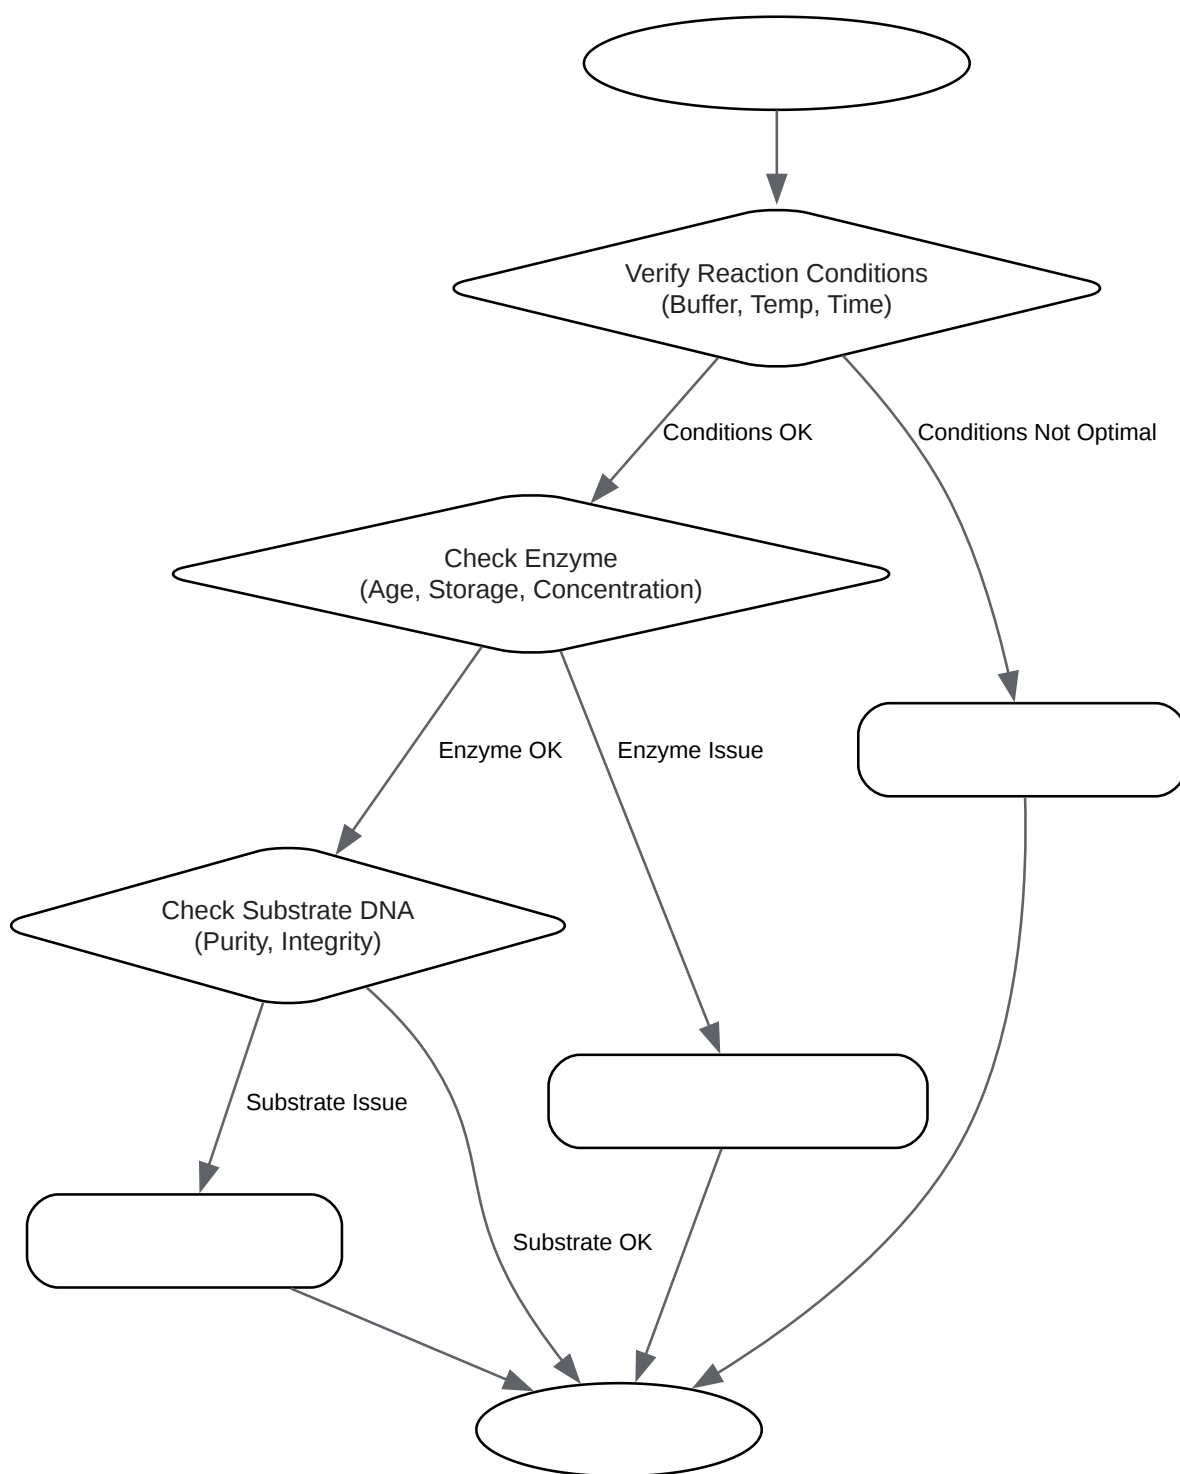 Verify Reaction Conditions
(Buffer, Temp, Time)
Conditions OK
Conditions Not Optimal
Check Enzyme
(Age, Storage, Concentration)
Enzyme OK
Enzyme Issue
Check Substrate DNA
(Purity, Integrity)
Substrate Issue
Substrate OK